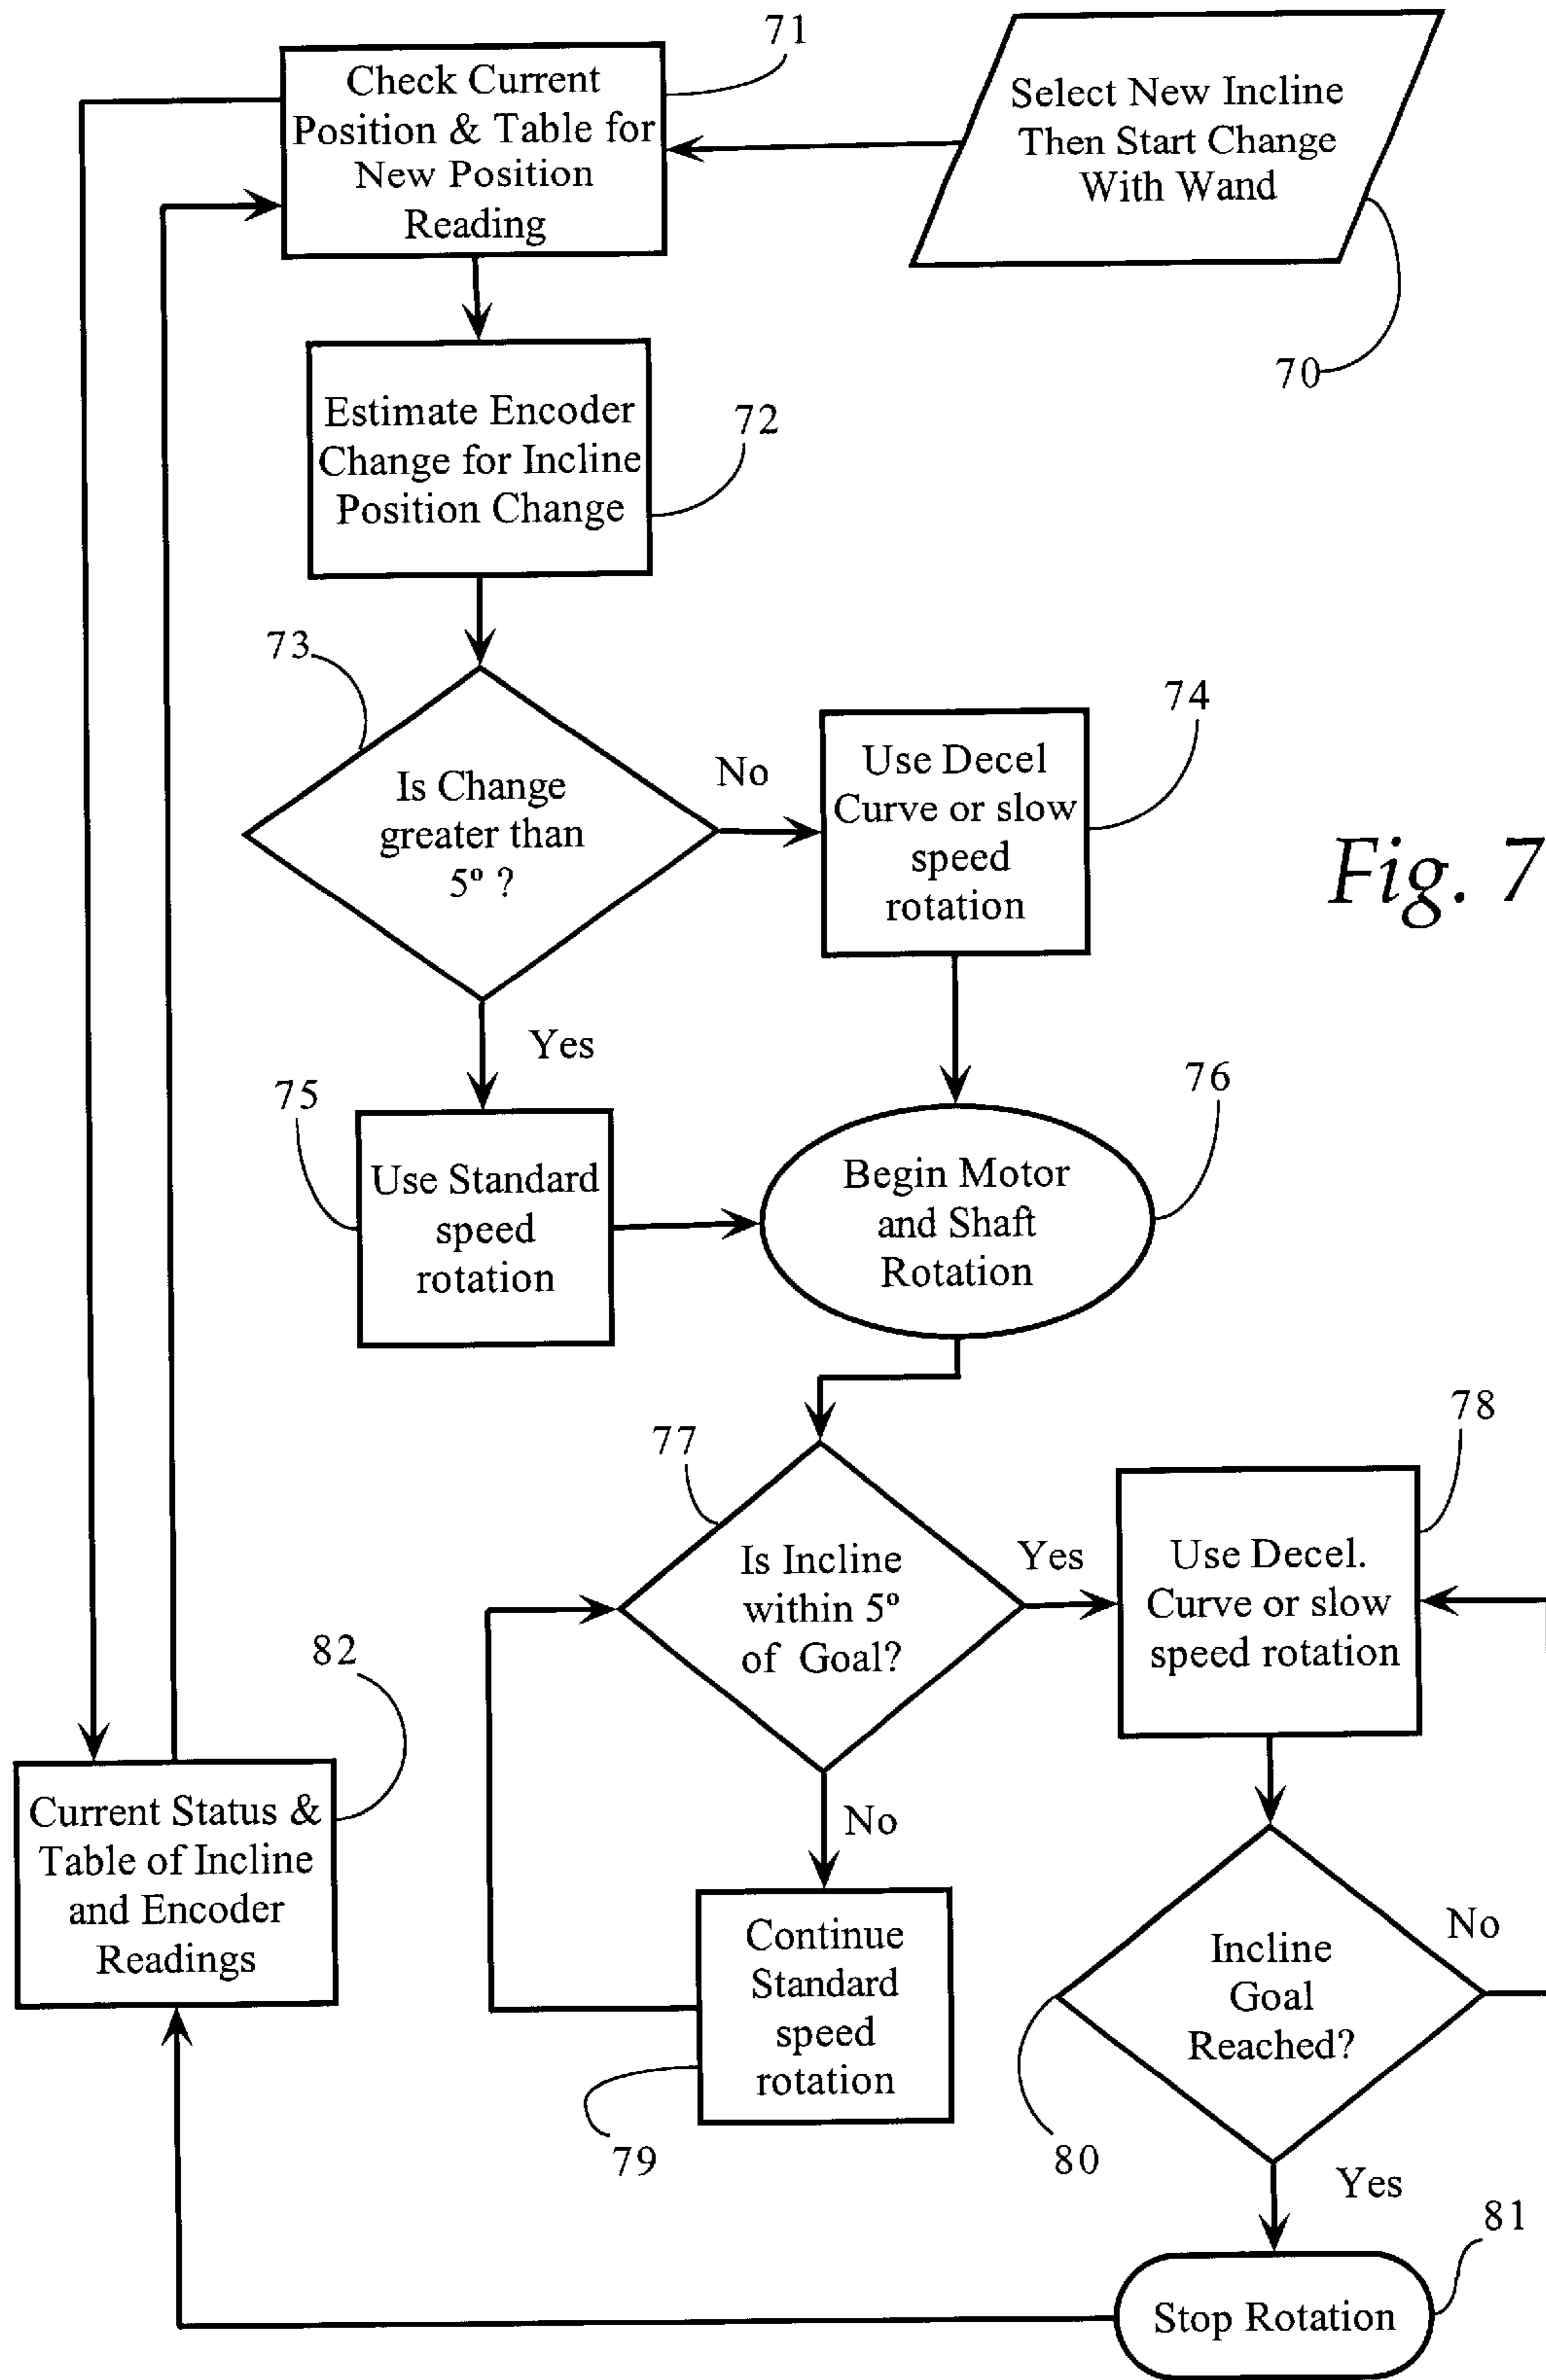 71
Check Current
Position & Table for
New Position
Reading
Select New Incline
Then Start Change
With Wand
70
Estimate Encoder
Change for Incline
Position Change
72
73
Is Change
greater than
5º ?
No
Yes
74
Use Decel
Curve or slow
speed
rotation
Fig. 7
75
Use Standard
speed
rotation
76
Begin Motor
and Shaft
Rotation
77
Is Incline
within 5º
of Goal?
Yes
No
78
Use Decel.
Curve or slow
speed rotation
82
Current Status &
Table of Incline
and Encoder
Readings
Continue
Standard
speed
rotation
79
Incline
Goal
Reached?
No
80
Yes
81
Stop Rotation